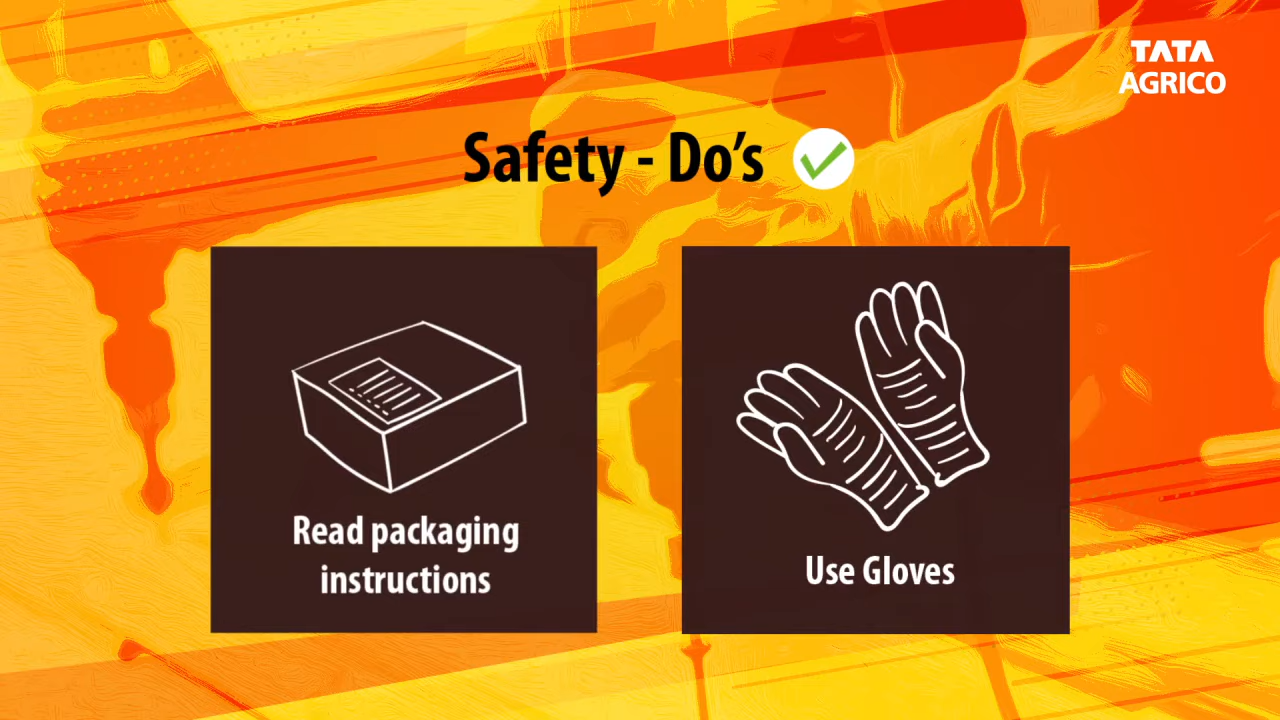 TATA
AGRICO
Safety - Do’s
Read packaging
instructions
Use Gloves